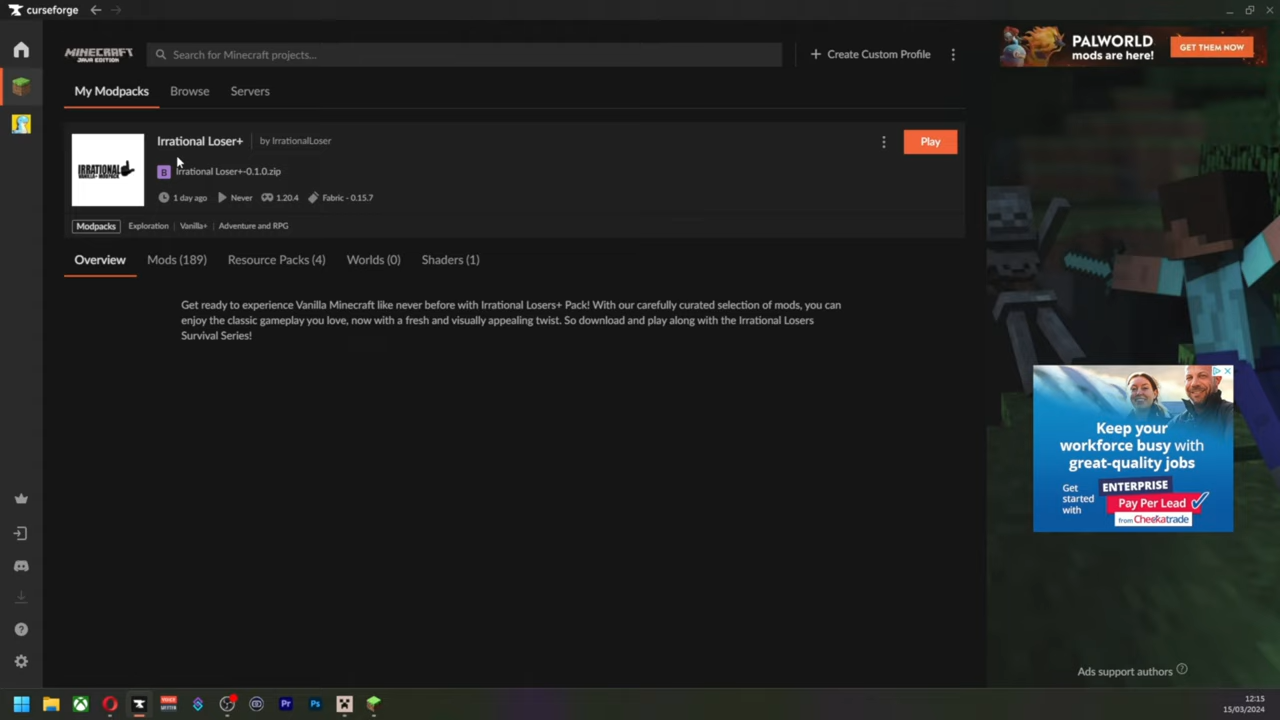 curseforge
MINECRAFT
JAVA EDITION
Search for Minecraft projects...
Create Custom Profile
PALWORLD
mods are here!
GET THEM NOW
My Modpacks
Browse
Servers
IRRATIONAL
Irrational Loser+
by IrrationalLoser
Play
B
Irrational Loser+-0.1.0.zip
1 day ago
Never
1.20.4
Fabric - 0.15.7
Modpacks
Exploration
Vanilla+
Adventure and RPG
Overview
Mods (189)
Resource Packs (4)
Worlds (0)
Shaders (1)
Get ready to experience Vanilla Minecraft like never before with Irrational Losers+ Pack! With our carefully curated selection of mods, you can
enjoy the classic gameplay you love, now with a fresh and visually appealing twist. So download and play along with the Irrational Losers
Survival Series!
Keep your
workforce busy with
great-quality jobs
Get
started
with
ENTERPRISE
Pay Per Lead
from Checkatrade
Ads support authors
Pr
Ps
12:15
15/03/2024